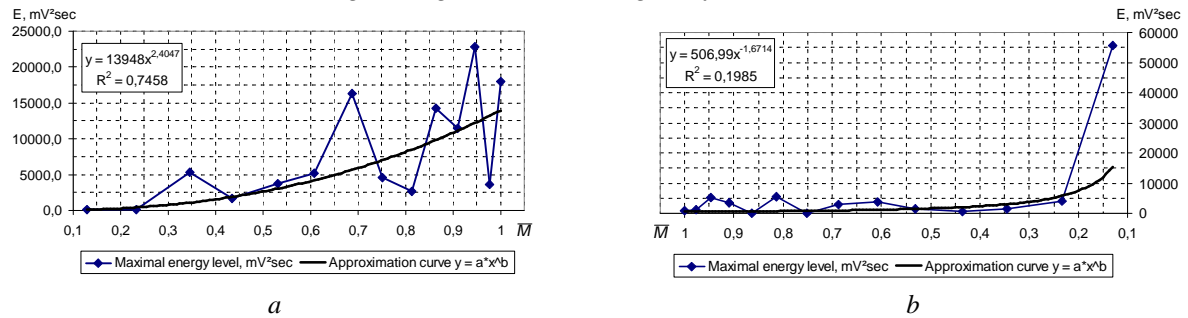 E, mV²sec
25000,0
20000,0
15000,0
10000,0
5000,0
0,0
y = 13948x^2,4047
R² = 0,7458
0,1 0,2 0,3 0,4 0,5 0,6 0,7 0,8 0,9 1 M̅
Maximal energy level, mV²sec Approximation curve y = a*x^b
a
E, mV²sec
60000
50000
40000
30000
20000
10000
0
y = 506,99x^-1,6714
R² = 0,1985
M̅ 1 0,9 0,8 0,7 0,6 0,5 0,4 0,3 0,2 0,1
Maximal energy level, mV²sec Approximation curve y = a*x^b
b